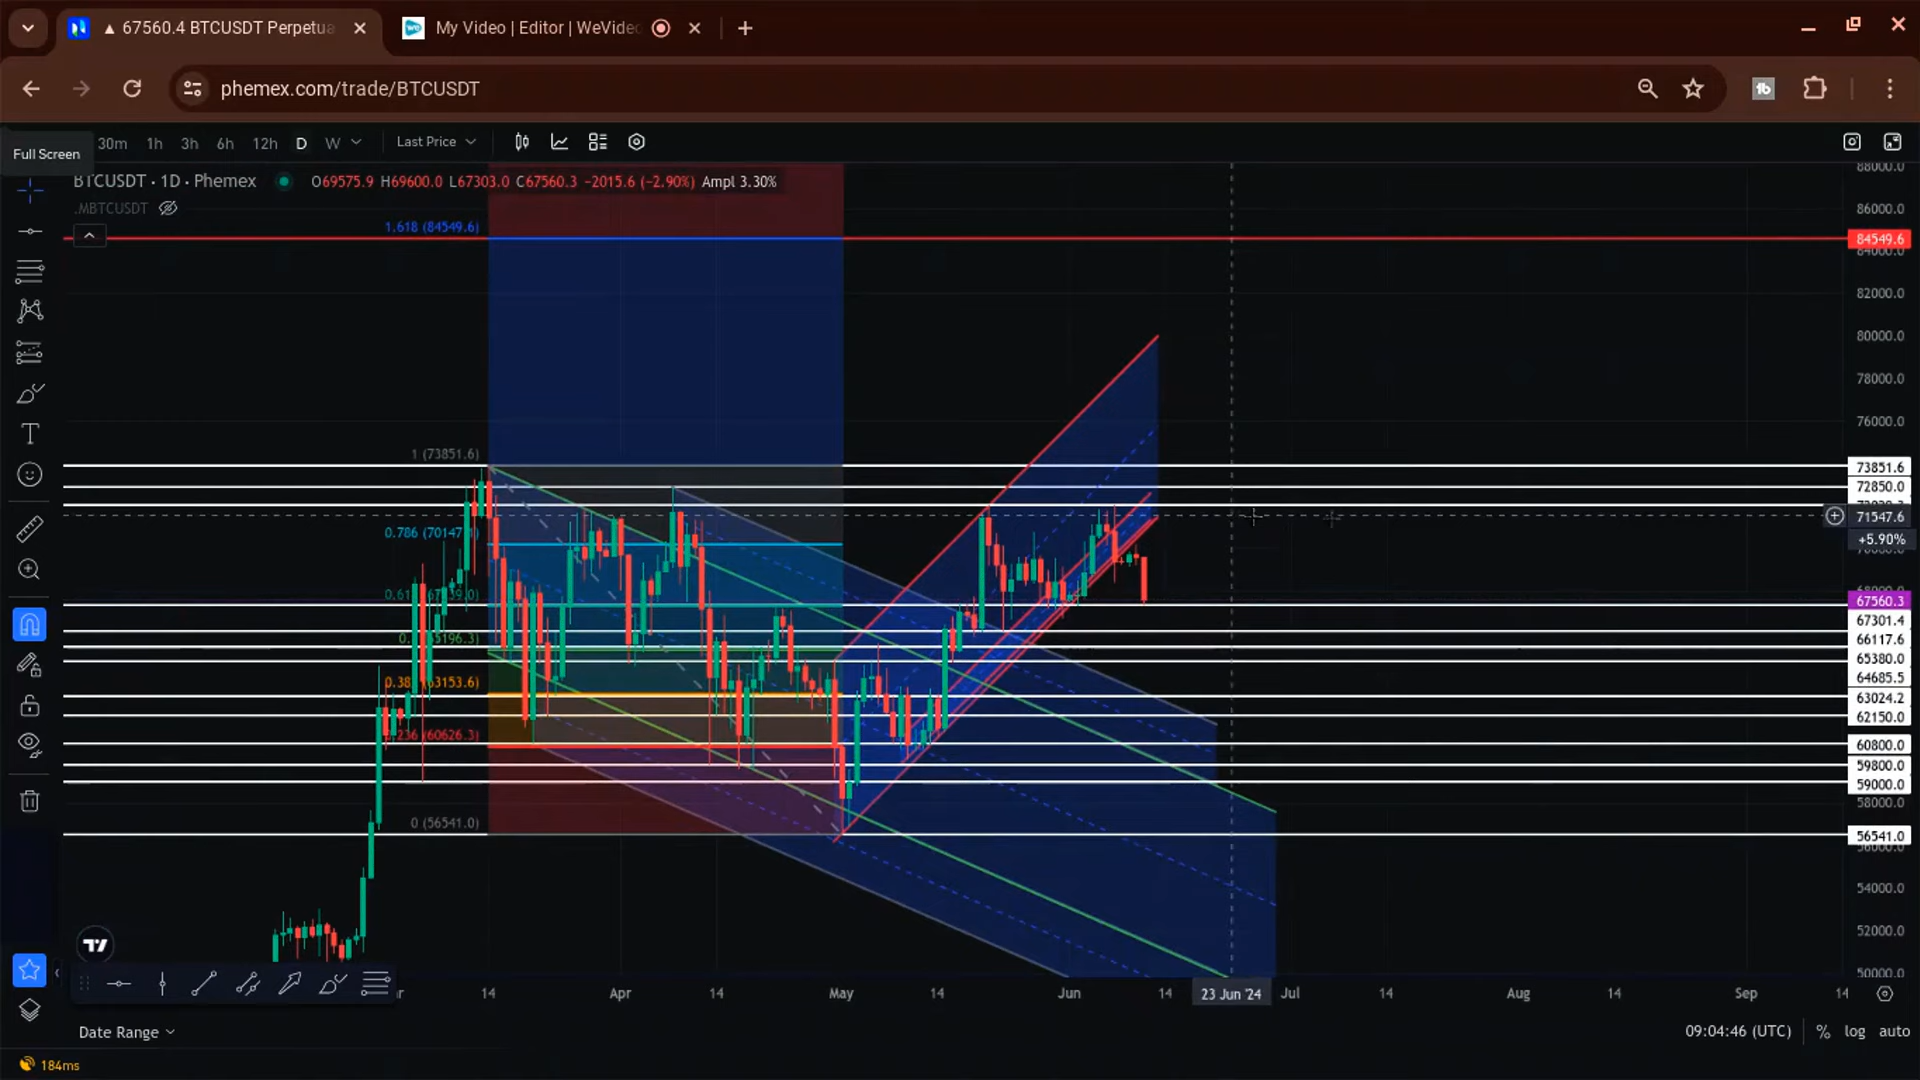 ▲ 67560.4 BTCUSDT Perpetua
My Video | Editor | WeVide
phemex.com/trade/BTCUSDT
Full Screen
30m 1h 3h 6h 12h D W
Last Price
BTCUSDT · 1D · Phemex
O69575.9 H69600.0 L67303.0 C67560.3 −2015.6 (−2.90%) Ampl 3.30%
.MBTCUSDT
1.618 (84549.6)
1 (73851.6)
0 (56541.0)
88000.0
86000.0
84549.6
84000.0
82000.0
80000.0
78000.0
76000.0
73851.6
72850.0
71547.6
+5.90%
67560.3
67301.4
66117.6
65380.0
64685.5
63024.2
62150.0
60800.0
59800.0
59000.0
58000.0
56541.0
56000.0
54000.0
52000.0
50000.0
14 Apr 14 May 14 Jun 14 23 Jun '24 Jul 14 Aug 14 Sep 14
Date Range
09:04:46 (UTC) % log auto
184ms